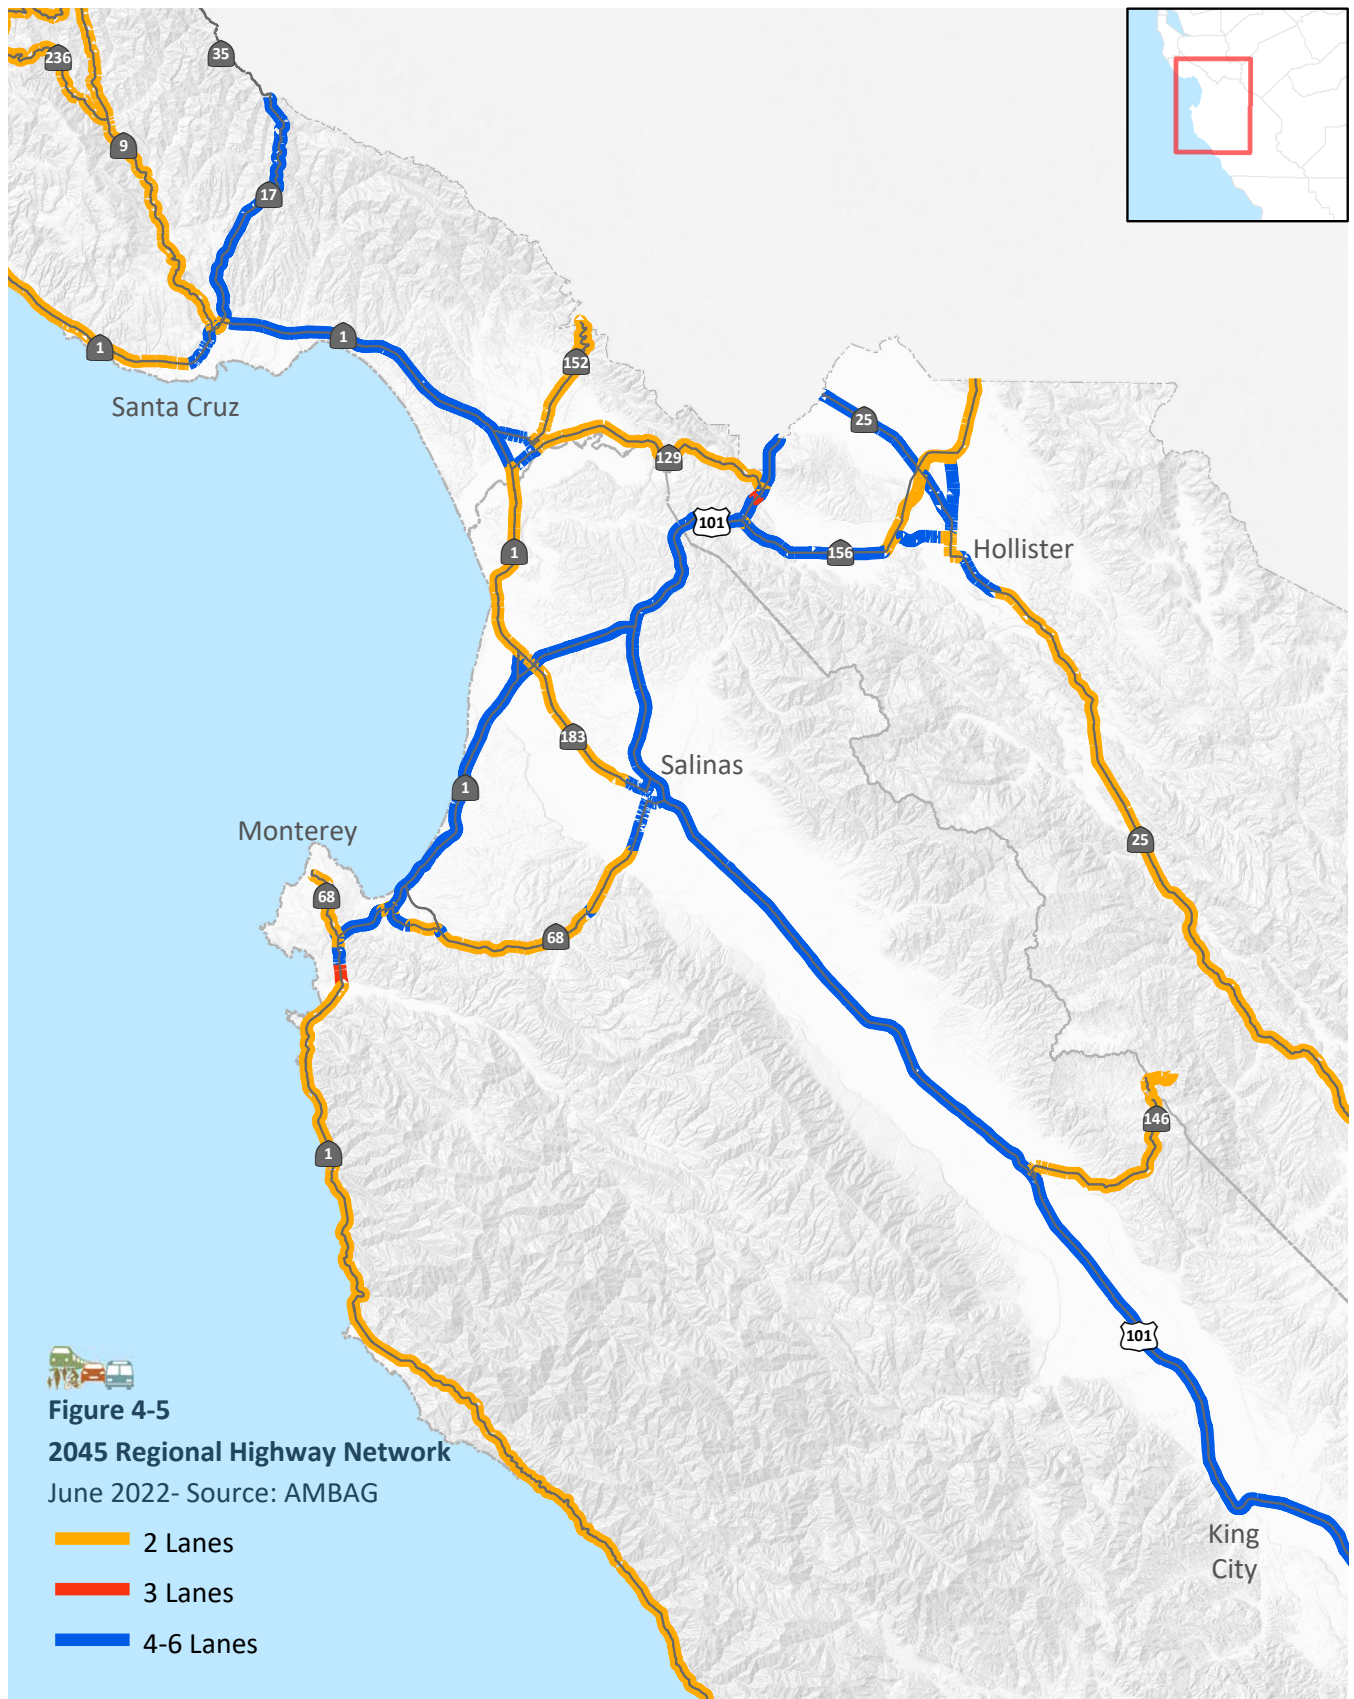 35
236
9
17
1
1
Santa Cruz
152
25
129
101
156
Hollister
1
183
Salinas
1
Monterey
25
68
68
146
1
101
Figure 4-5
2045 Regional Highway Network
June 2022- Source: AMBAG
2 Lanes
3 Lanes
4-6 Lanes
King
City